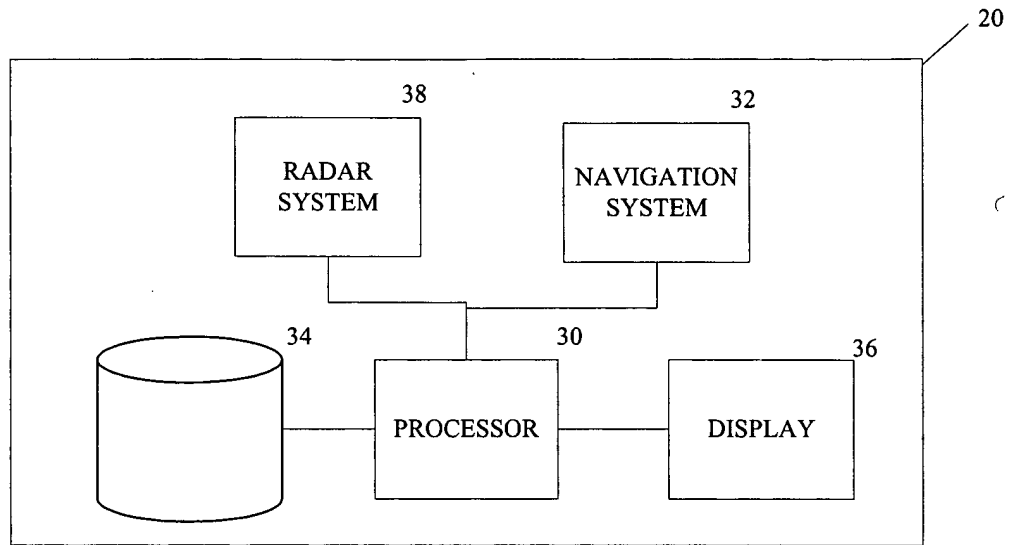 20
38
32
RADAR
SYSTEM
NAVIGATION
SYSTEM
34
30
36
PROCESSOR
DISPLAY